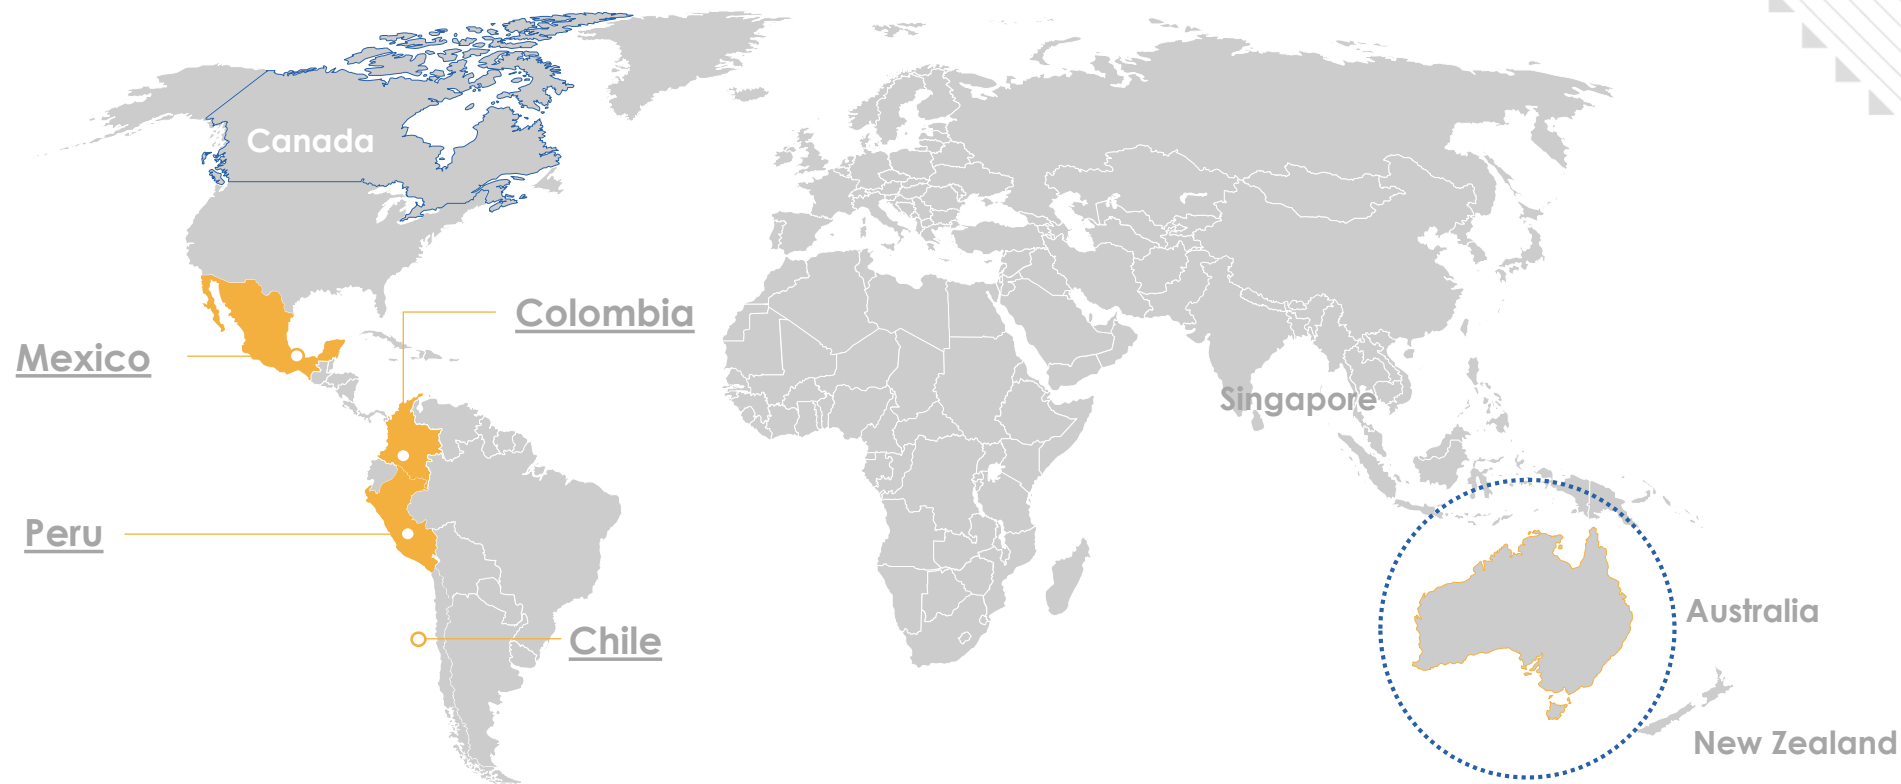 Canada
Colombia
Mexico
Singapore
Peru
Australia
Chile
New Zealand